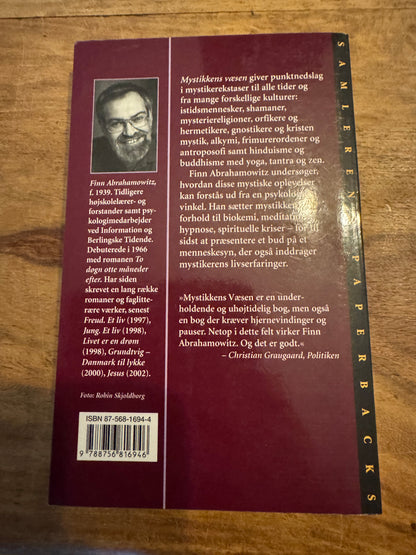 Mystikkens væsen giver punktnedslag
i mystikerekstaser til alle tider og
fra mange forskellige kulturer:
istidsmennesker, shamaner,
mysteriereligioner, orfikere og
hermetikere, gnostikere og kristen
mystik, alkymi, frimurerordener og
antroposofi samt hinduisme og
buddhisme med yoga, tantra og zen.
Finn Abrahamowitz undersøger,
hvordan disse mystiske oplevelser
kan forstås ud fra en psykologisk
vinkel. Han sætter mystikken i
forhold til biokemi, meditation,
hypnose, spirituelle kriser – for til
sidst at præsentere et bud på et
menneskesyn, der også inddrager
mystikerens livserfaringer.
»Mystikkens Væsen er en under-
holdende og uhøjtidelig bog, men også
en bog der kræver hjernevindinger og
pauser. Netop i dette felt virker Finn
Abrahamowitz. Og det er godt.«
– Christian Graugaard, Politiken
Finn Abrahamowitz,
f. 1939. Tidligere
højskolelærer- og
forstander samt psy-
kologimedarbejder
ved Information og
Berlingske Tidende.
Debuterede i 1966
med romanen To
døgn otte måneder
efter. Har siden
skrevet en lang række
romaner og faglitte-
rære værker, senest
Freud. Et liv (1997),
Jung. Et liv (1998),
Livet er en drøm
(1998), Grundtvig –
Danmark til lykke
(2000), Jesus (2002).
Foto: Robin Skjoldborg
ISBN 87-568-1694-4
9 788756 816946
SAMLERENS PAPERBACKS